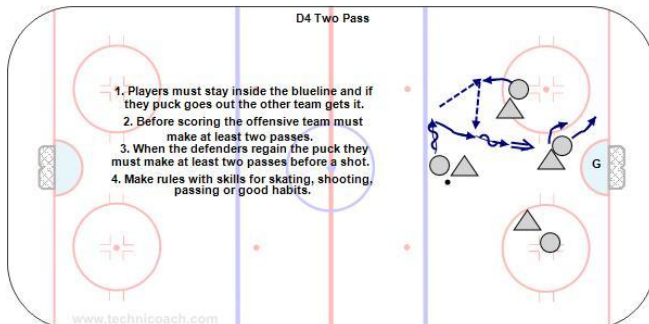 D4 Two Pass
1. Players must stay inside the blueline and if
they puck goes out the other team gets it.
2. Before scoring the offensive team must
make at least two passes.
3. When the defenders regain the puck they
must make at least two passes before a shot.
4. Make rules with skills for skating, shooting,
passing or good habits.
G
www.technicoach.com